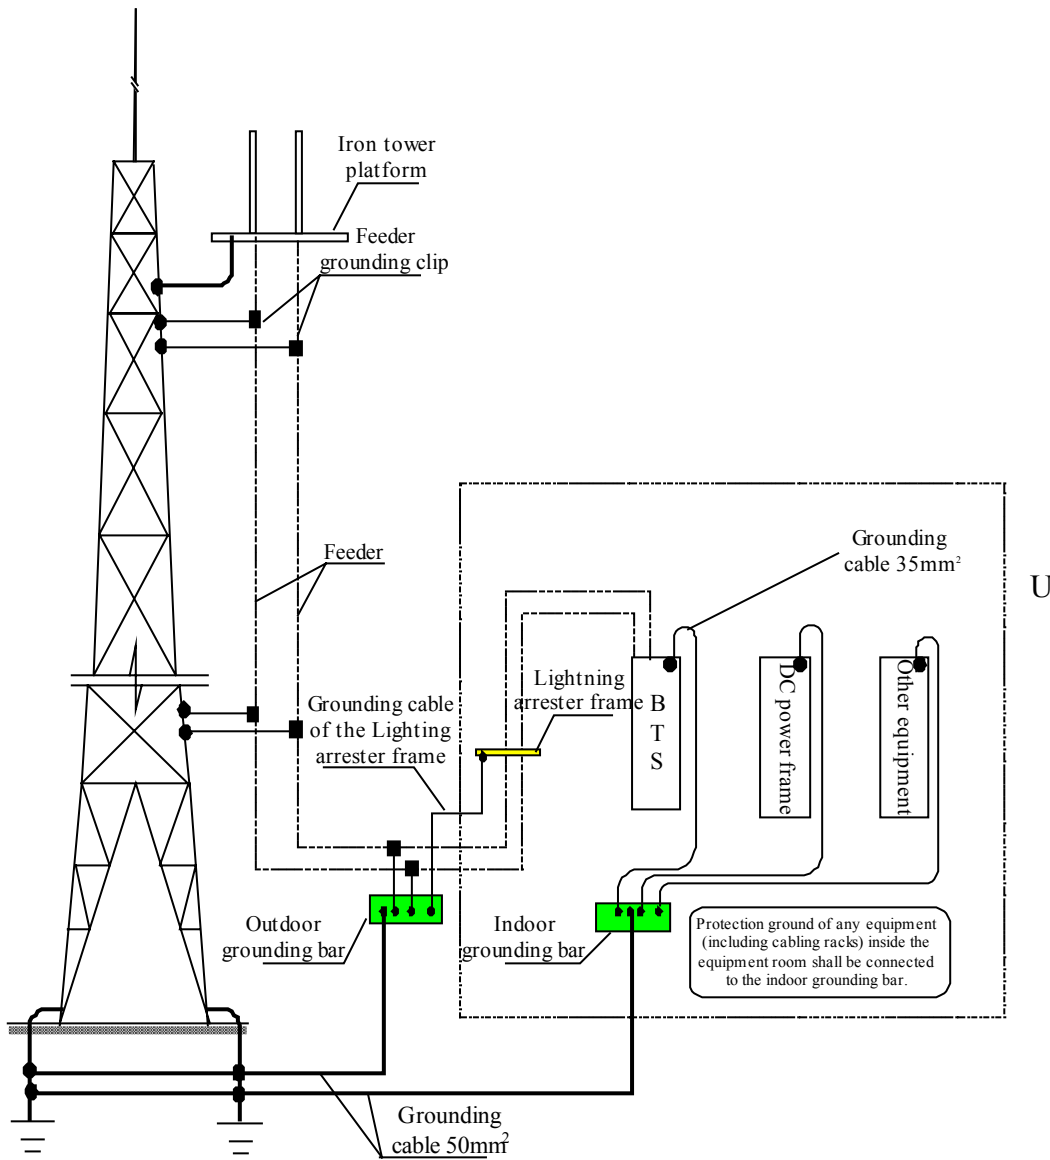 Iron tower
platform
Feeder
grounding clip
Grounding
cable 35mm²
U
Feeder
Lightning
arrester frame
Grounding cable
of the Lighting
arrester frame
B
T
S
DC power frame
Other equipment
Outdoor
grounding bar
Indoor
grounding bar
Protection ground of any equipment
(including cabling racks) inside the
equipment room shall be connected
to the indoor grounding bar.
Grounding
cable 50mm²